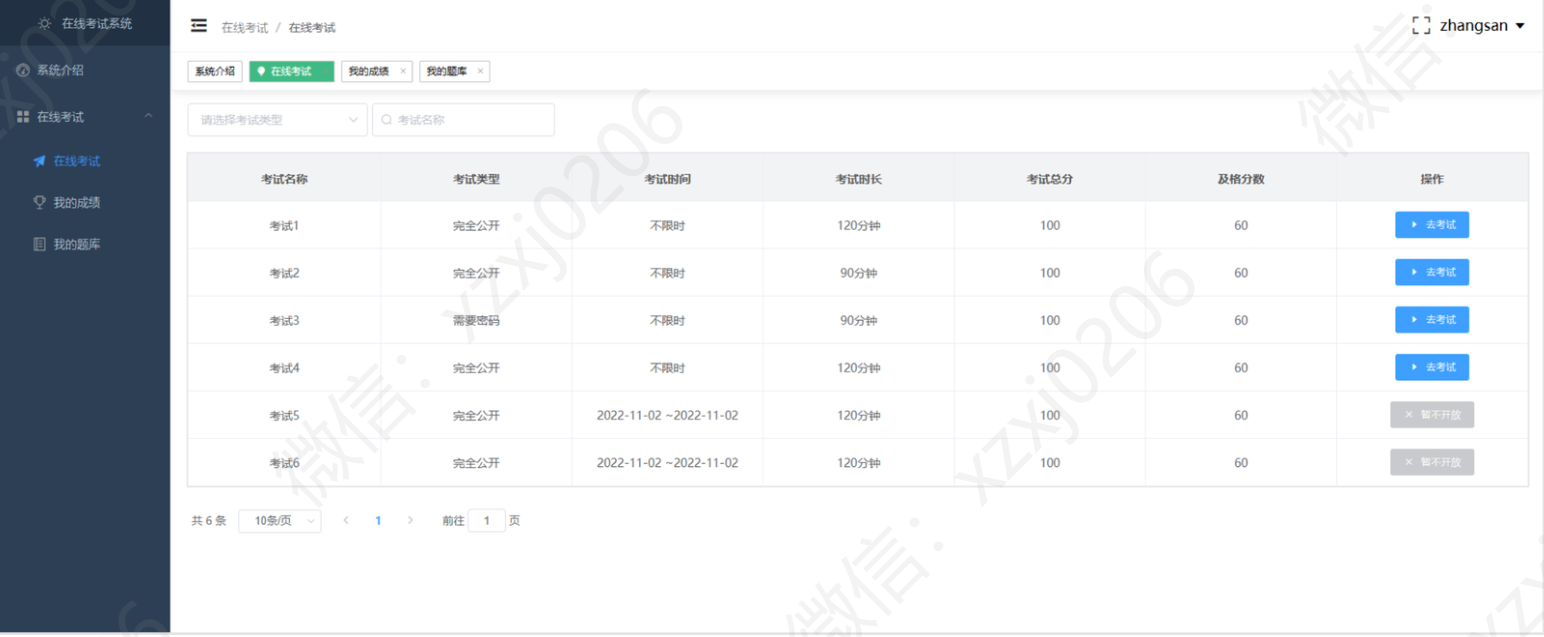 在线考试系统
系统介绍
在线考试
在线考试
我的成绩
我的题库
在线考试 / 在线考试
zhangsan
系统介绍 在线考试 我的成绩 × 我的题库 ×
请选择考试类型 考试名称
考试名称 考试类型 考试时间 考试时长 考试总分 及格分数 操作
考试1 完全公开 不限时 120分钟 100 60 去考试
考试2 完全公开 不限时 90分钟 100 60 去考试
考试3 需要密码 不限时 90分钟 100 60 去考试
考试4 完全公开 不限时 120分钟 100 60 去考试
考试5 完全公开 2022-11-02 ~2022-11-02 120分钟 100 60 × 暂不开放
考试6 完全公开 2022-11-02 ~2022-11-02 120分钟 100 60 × 暂不开放
共 6 条 10条/页 < 1 > 前往 1 页
微信：xzxj0206
微信：xzxj0206
微信：
微信：
xzxj